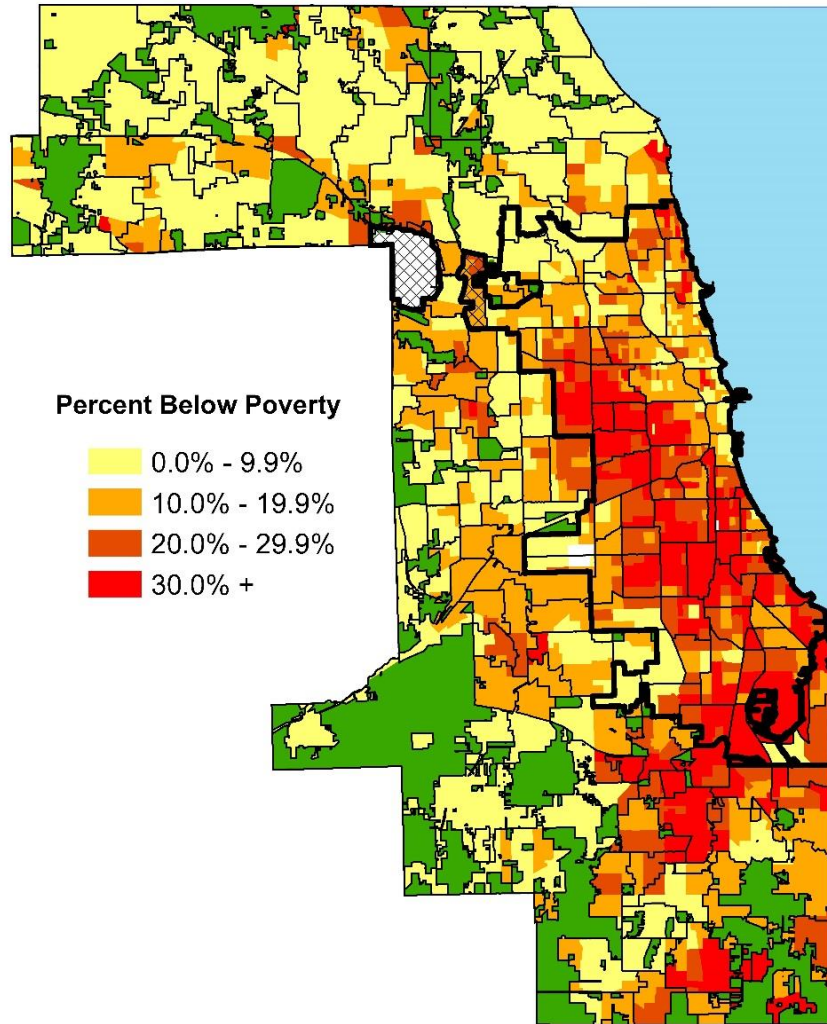 Percent Below Poverty
0.0% - 9.9%
10.0% - 19.9%
20.0% - 29.9%
30.0% +